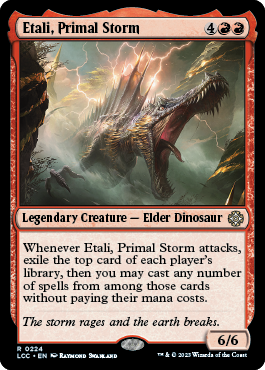 Etali, Primal Storm 4
Legendary Creature — Elder Dinosaur
Whenever Etali, Primal Storm attacks,
exile the top card of each player's
library, then you may cast any number
of spells from among those cards
without paying their mana costs.
The storm rages and the earth breaks.
6/6
R 0224
LCC • EN Raymond Swanland
™ & © 2023 Wizards of the Coast